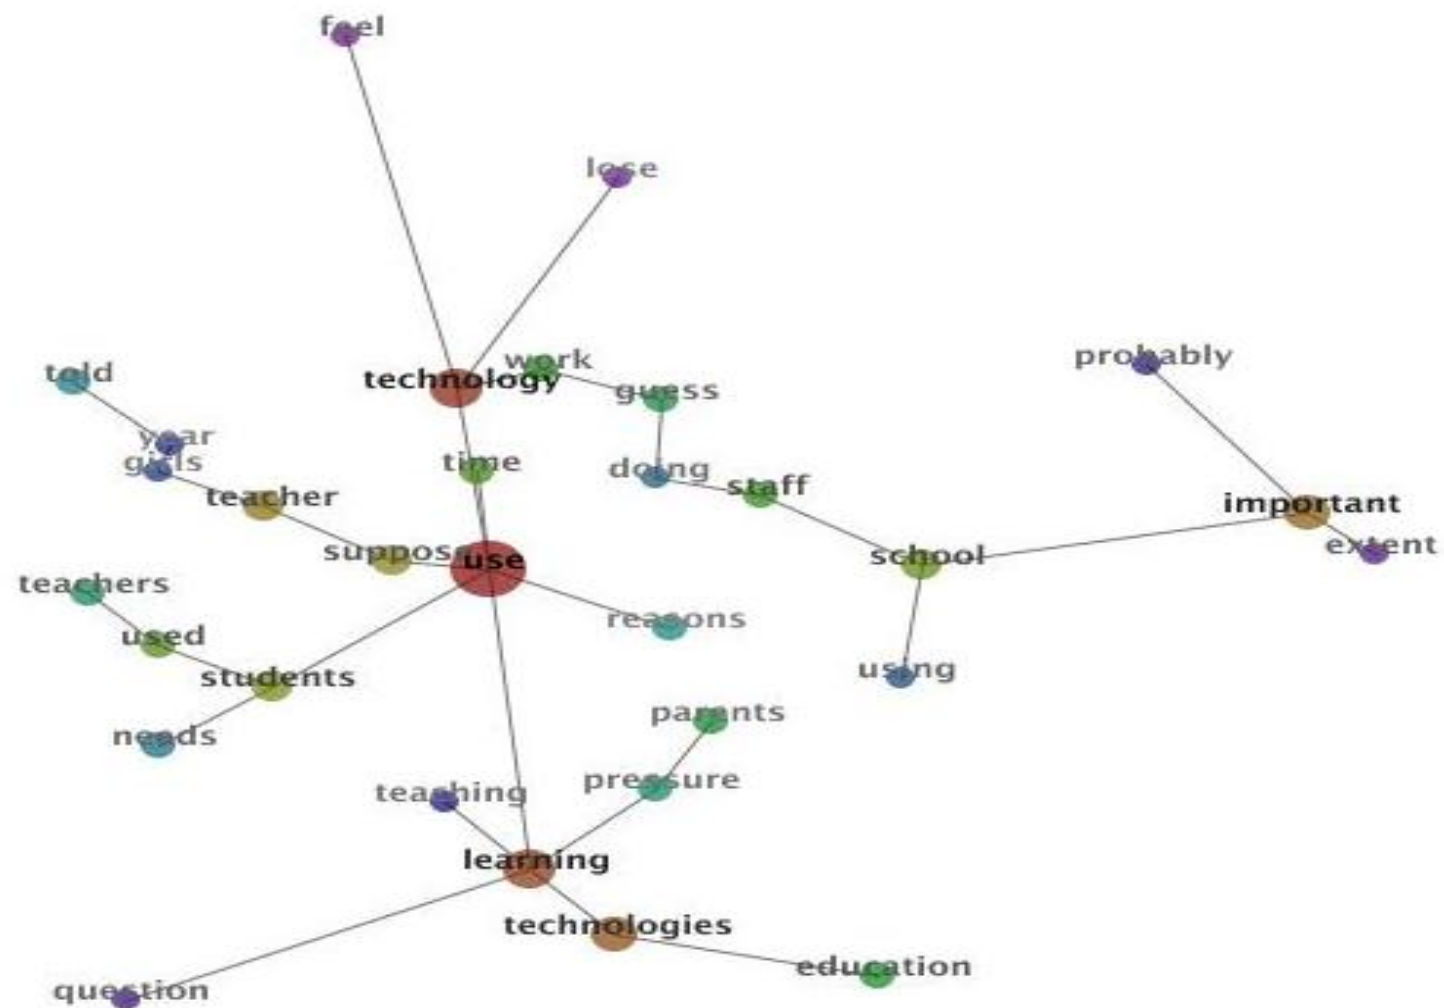 feel
lose
probably
work
told
technology
guess
year
girls
time
doing
staff
teacher
important
suppose
use
school
extent
teachers
reasons
used
students
using
parents
needs
teaching
pressure
learning
technologies
education
question